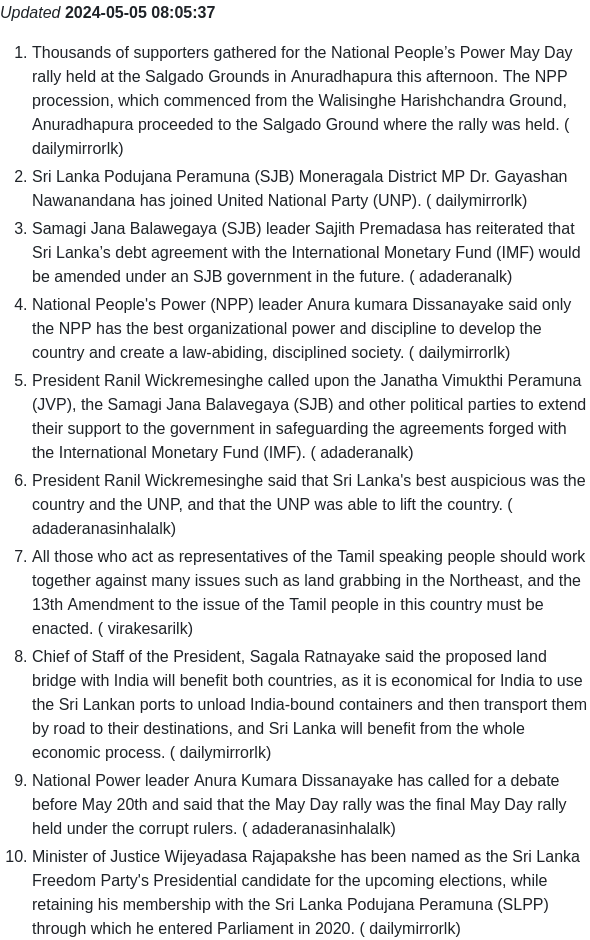 Updated 2024-05-05 08:05:37
1. Thousands of supporters gathered for the National People’s Power May Day
rally held at the Salgado Grounds in Anuradhapura this afternoon. The NPP
procession, which commenced from the Walisinghe Harishchandra Ground,
Anuradhapura proceeded to the Salgado Ground where the rally was held. (
dailymirrorlk)
2. Sri Lanka Podujana Peramuna (SJB) Moneragala District MP Dr. Gayashan
Nawanandana has joined United National Party (UNP). ( dailymirrorlk)
3. Samagi Jana Balawegaya (SJB) leader Sajith Premadasa has reiterated that
Sri Lanka’s debt agreement with the International Monetary Fund (IMF) would
be amended under an SJB government in the future. ( adaderanalk)
4. National People's Power (NPP) leader Anura kumara Dissanayake said only
the NPP has the best organizational power and discipline to develop the
country and create a law-abiding, disciplined society. ( dailymirrorlk)
5. President Ranil Wickremesinghe called upon the Janatha Vimukthi Peramuna
(JVP), the Samagi Jana Balavegaya (SJB) and other political parties to extend
their support to the government in safeguarding the agreements forged with
the International Monetary Fund (IMF). ( adaderanalk)
6. President Ranil Wickremesinghe said that Sri Lanka's best auspicious was the
country and the UNP, and that the UNP was able to lift the country. (
adaderanasinhalalk)
7. All those who act as representatives of the Tamil speaking people should work
together against many issues such as land grabbing in the Northeast, and the
13th Amendment to the issue of the Tamil people in this country must be
enacted. ( virakesarilk)
8. Chief of Staff of the President, Sagala Ratnayake said the proposed land
bridge with India will benefit both countries, as it is economical for India to use
the Sri Lankan ports to unload India-bound containers and then transport them
by road to their destinations, and Sri Lanka will benefit from the whole
economic process. ( dailymirrorlk)
9. National Power leader Anura Kumara Dissanayake has called for a debate
before May 20th and said that the May Day rally was the final May Day rally
held under the corrupt rulers. ( adaderanasinhalalk)
10. Minister of Justice Wijeyadasa Rajapakshe has been named as the Sri Lanka
Freedom Party's Presidential candidate for the upcoming elections, while
retaining his membership with the Sri Lanka Podujana Peramuna (SLPP)
through which he entered Parliament in 2020. ( dailymirrorlk)